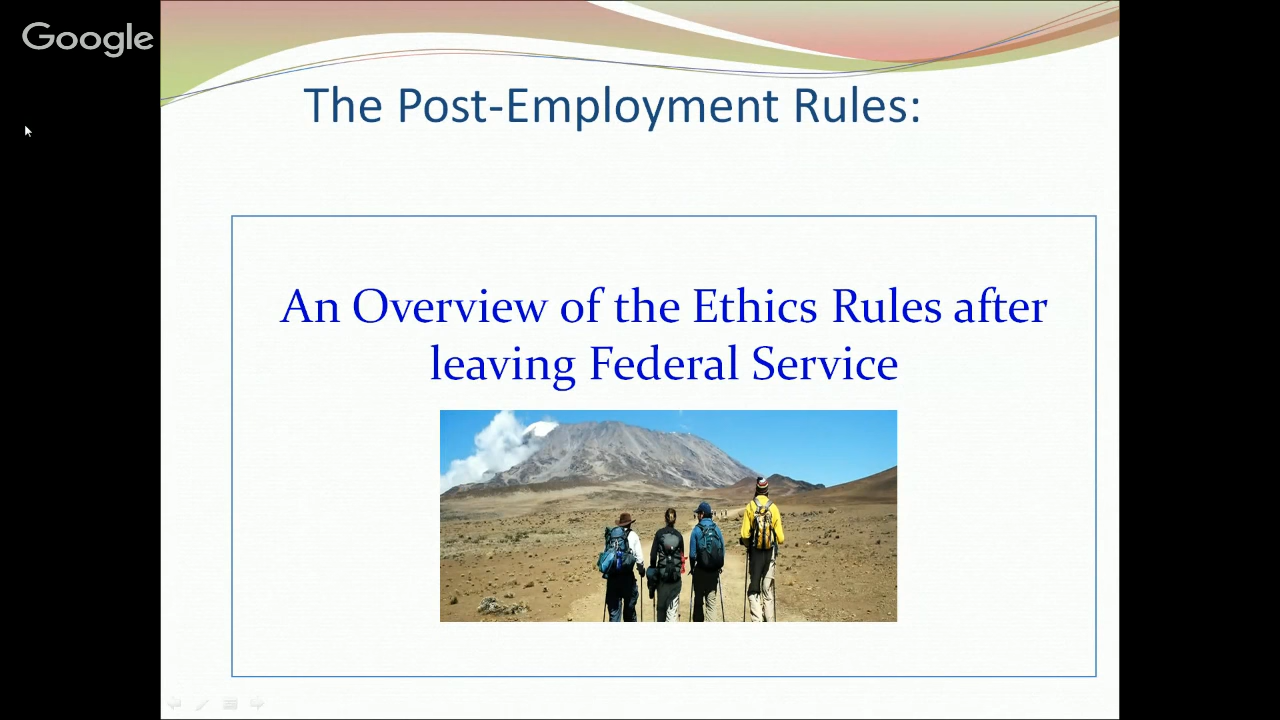 Google
The Post-Employment Rules:
An Overview of the Ethics Rules after
leaving Federal Service